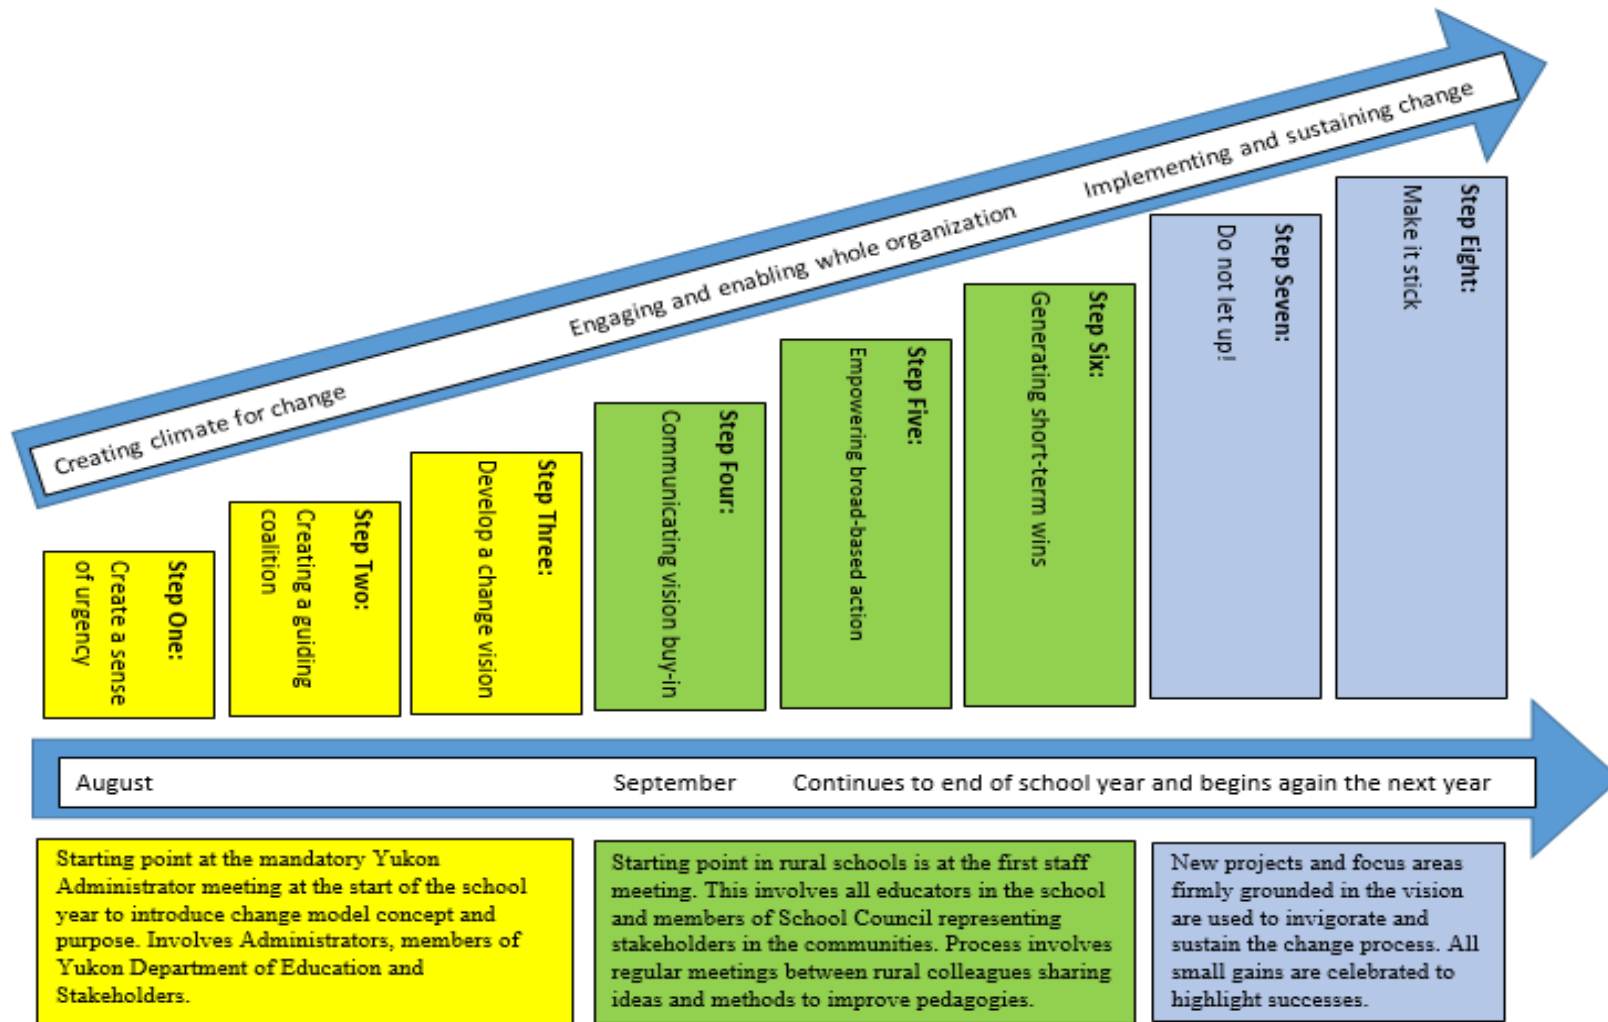 Creating climate for change
Engaging and enabling whole organization
Implementing and sustaining change
Step One:
Create a sense
of urgency
Step Two:
Creating a guiding
coalition
Step Three:
Develop a change vision
Step Four:
Communicating vision buy-in
Step Five:
Empowering broad-based action
Step Six:
Generating short-term wins
Step Seven:
Do not let up!
Step Eight:
Make it stick
August
September
Continues to end of school year and begins again the next year
Starting point at the mandatory Yukon
Administrator meeting at the start of the school
year to introduce change model concept and
purpose. Involves Administrators, members of
Yukon Department of Education and
Stakeholders.
Starting point in rural schools is at the first staff
meeting. This involves all educators in the school
and members of School Council representing
stakeholders in the communities. Process involves
regular meetings between rural colleagues sharing
ideas and methods to improve pedagogies.
New projects and focus areas
firmly grounded in the vision
are used to invigorate and
sustain the change process. All
small gains are celebrated to
highlight successes.